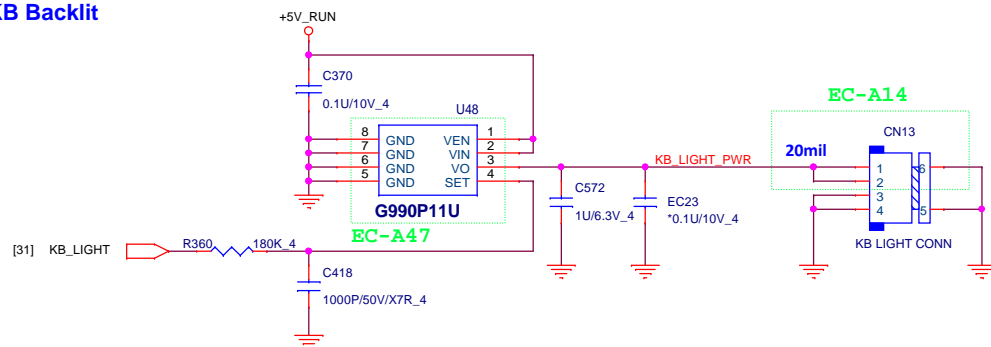 KB Backlit
+5V_RUN
C370
0.1U/10V_4
U48
8 GND VEN 1
7 GND VIN 2
6 GND VO 3
5 GND SET 4
G990P11U
EC-A47
[31] KB_LIGHT
R360 180K_4
C418
1000P/50V/X7R_4
C572
1U/6.3V_4
KB_LIGHT_PWR
EC23
*0.1U/10V_4
EC-A14
20mil
CN13
1 6
2
3
4 5
KB LIGHT CONN